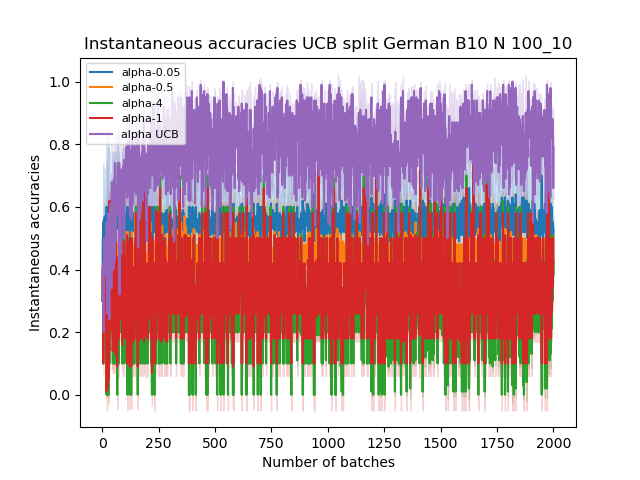 Instantaneous accuracies UCB split German B10 N 100_10
alpha-0.05
alpha-0.5
alpha-4
alpha-1
alpha UCB
1.0
0.8
0.6
0.4
0.2
0.0
Instantaneous accuracies
0 250 500 750 1000 1250 1500 1750 2000
Number of batches